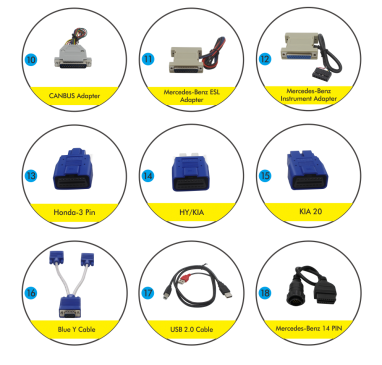 10
CANBUS Adapter
11
Mercedes-Benz ESL
Adapter
12
Mercedes-Benz
Instrument Adapter
13
Honda-3 Pin
14
HY/KIA
15
KIA 20
16
Blue Y Cable
17
USB 2.0 Cable
18
Mercedes-Benz 14 PIN